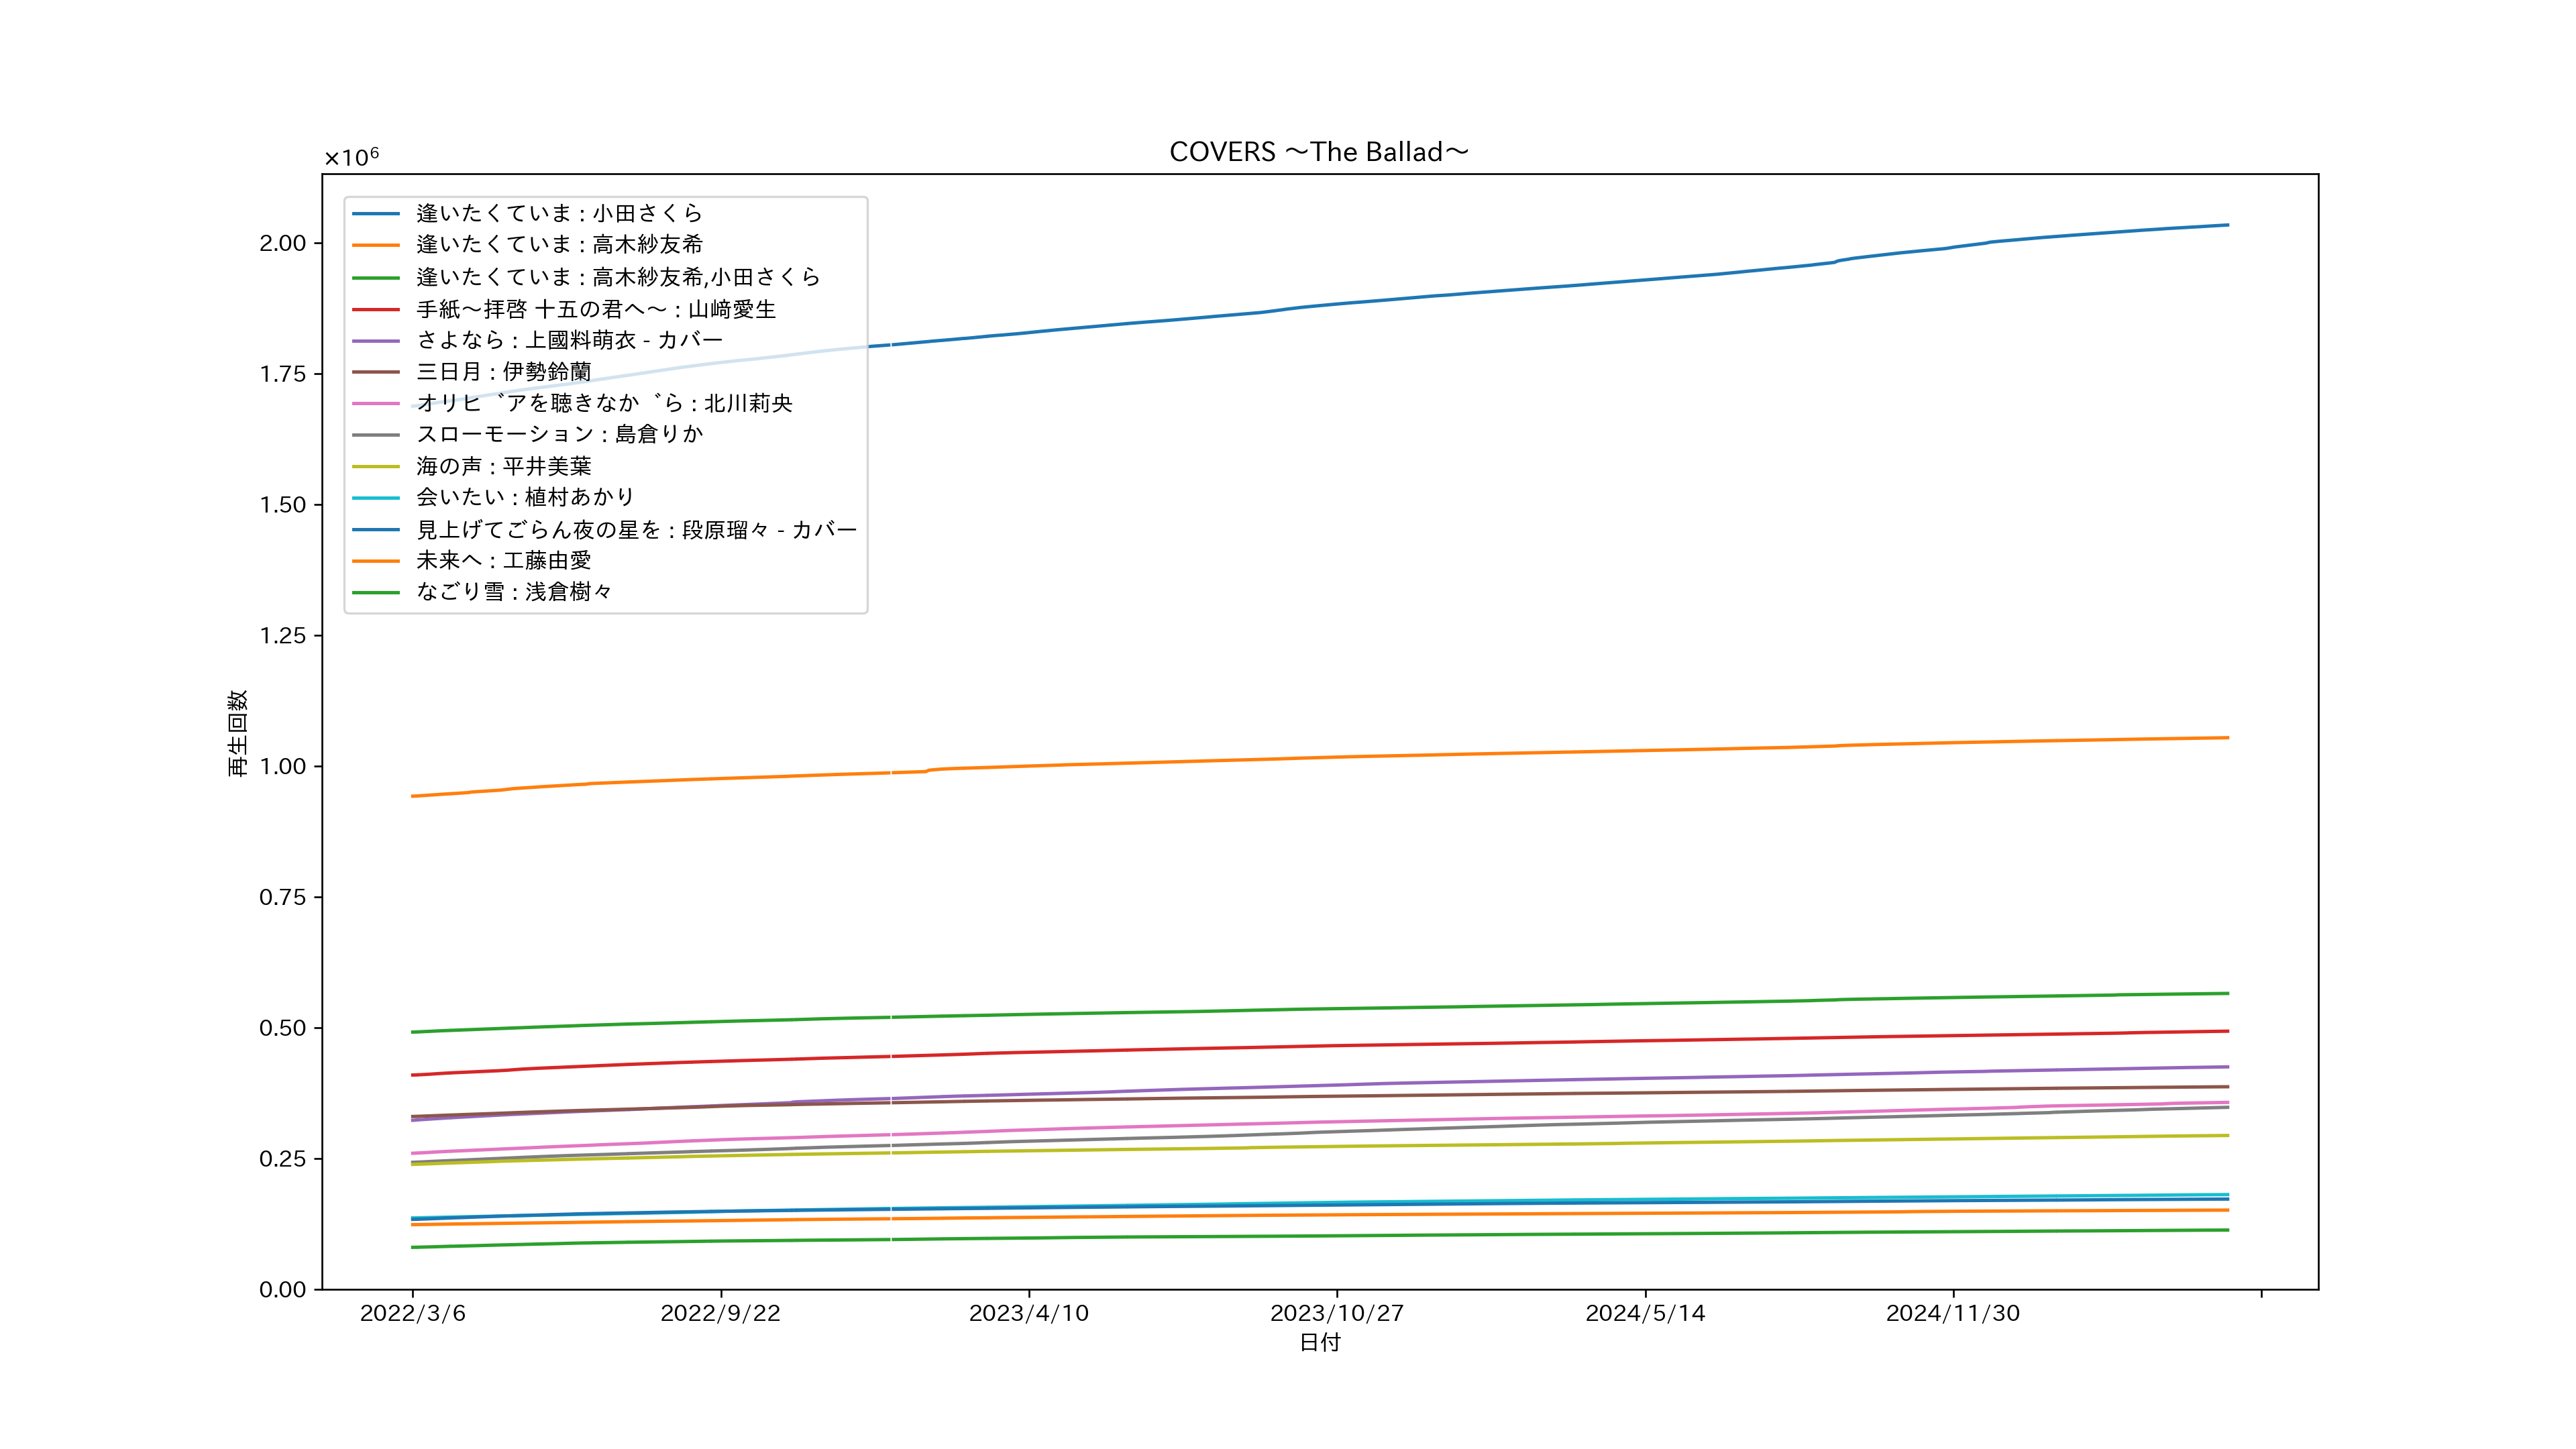 COVERS ～The Ballad～
×10⁶
逢いたくていま : 小田さくら
逢いたくていま : 高木紗友希
逢いたくていま : 高木紗友希,小田さくら
手紙～拝啓 十五の君へ～ : 山﨑愛生
さよなら : 上國料萌衣 - カバー
三日月 : 伊勢鈴蘭
オリヒ゛アを聴きなか゛ら : 北川莉央
スローモーション : 島倉りか
海の声 : 平井美葉
会いたい : 植村あかり
見上げてごらん夜の星を : 段原瑠々 - カバー
未来へ : 工藤由愛
なごり雪 : 浅倉樹々
2.00
1.75
1.50
1.25
1.00
0.75
0.50
0.25
0.00
再生回数
2022/3/6 2022/9/22 2023/4/10 2023/10/27 2024/5/14 2024/11/30
日付